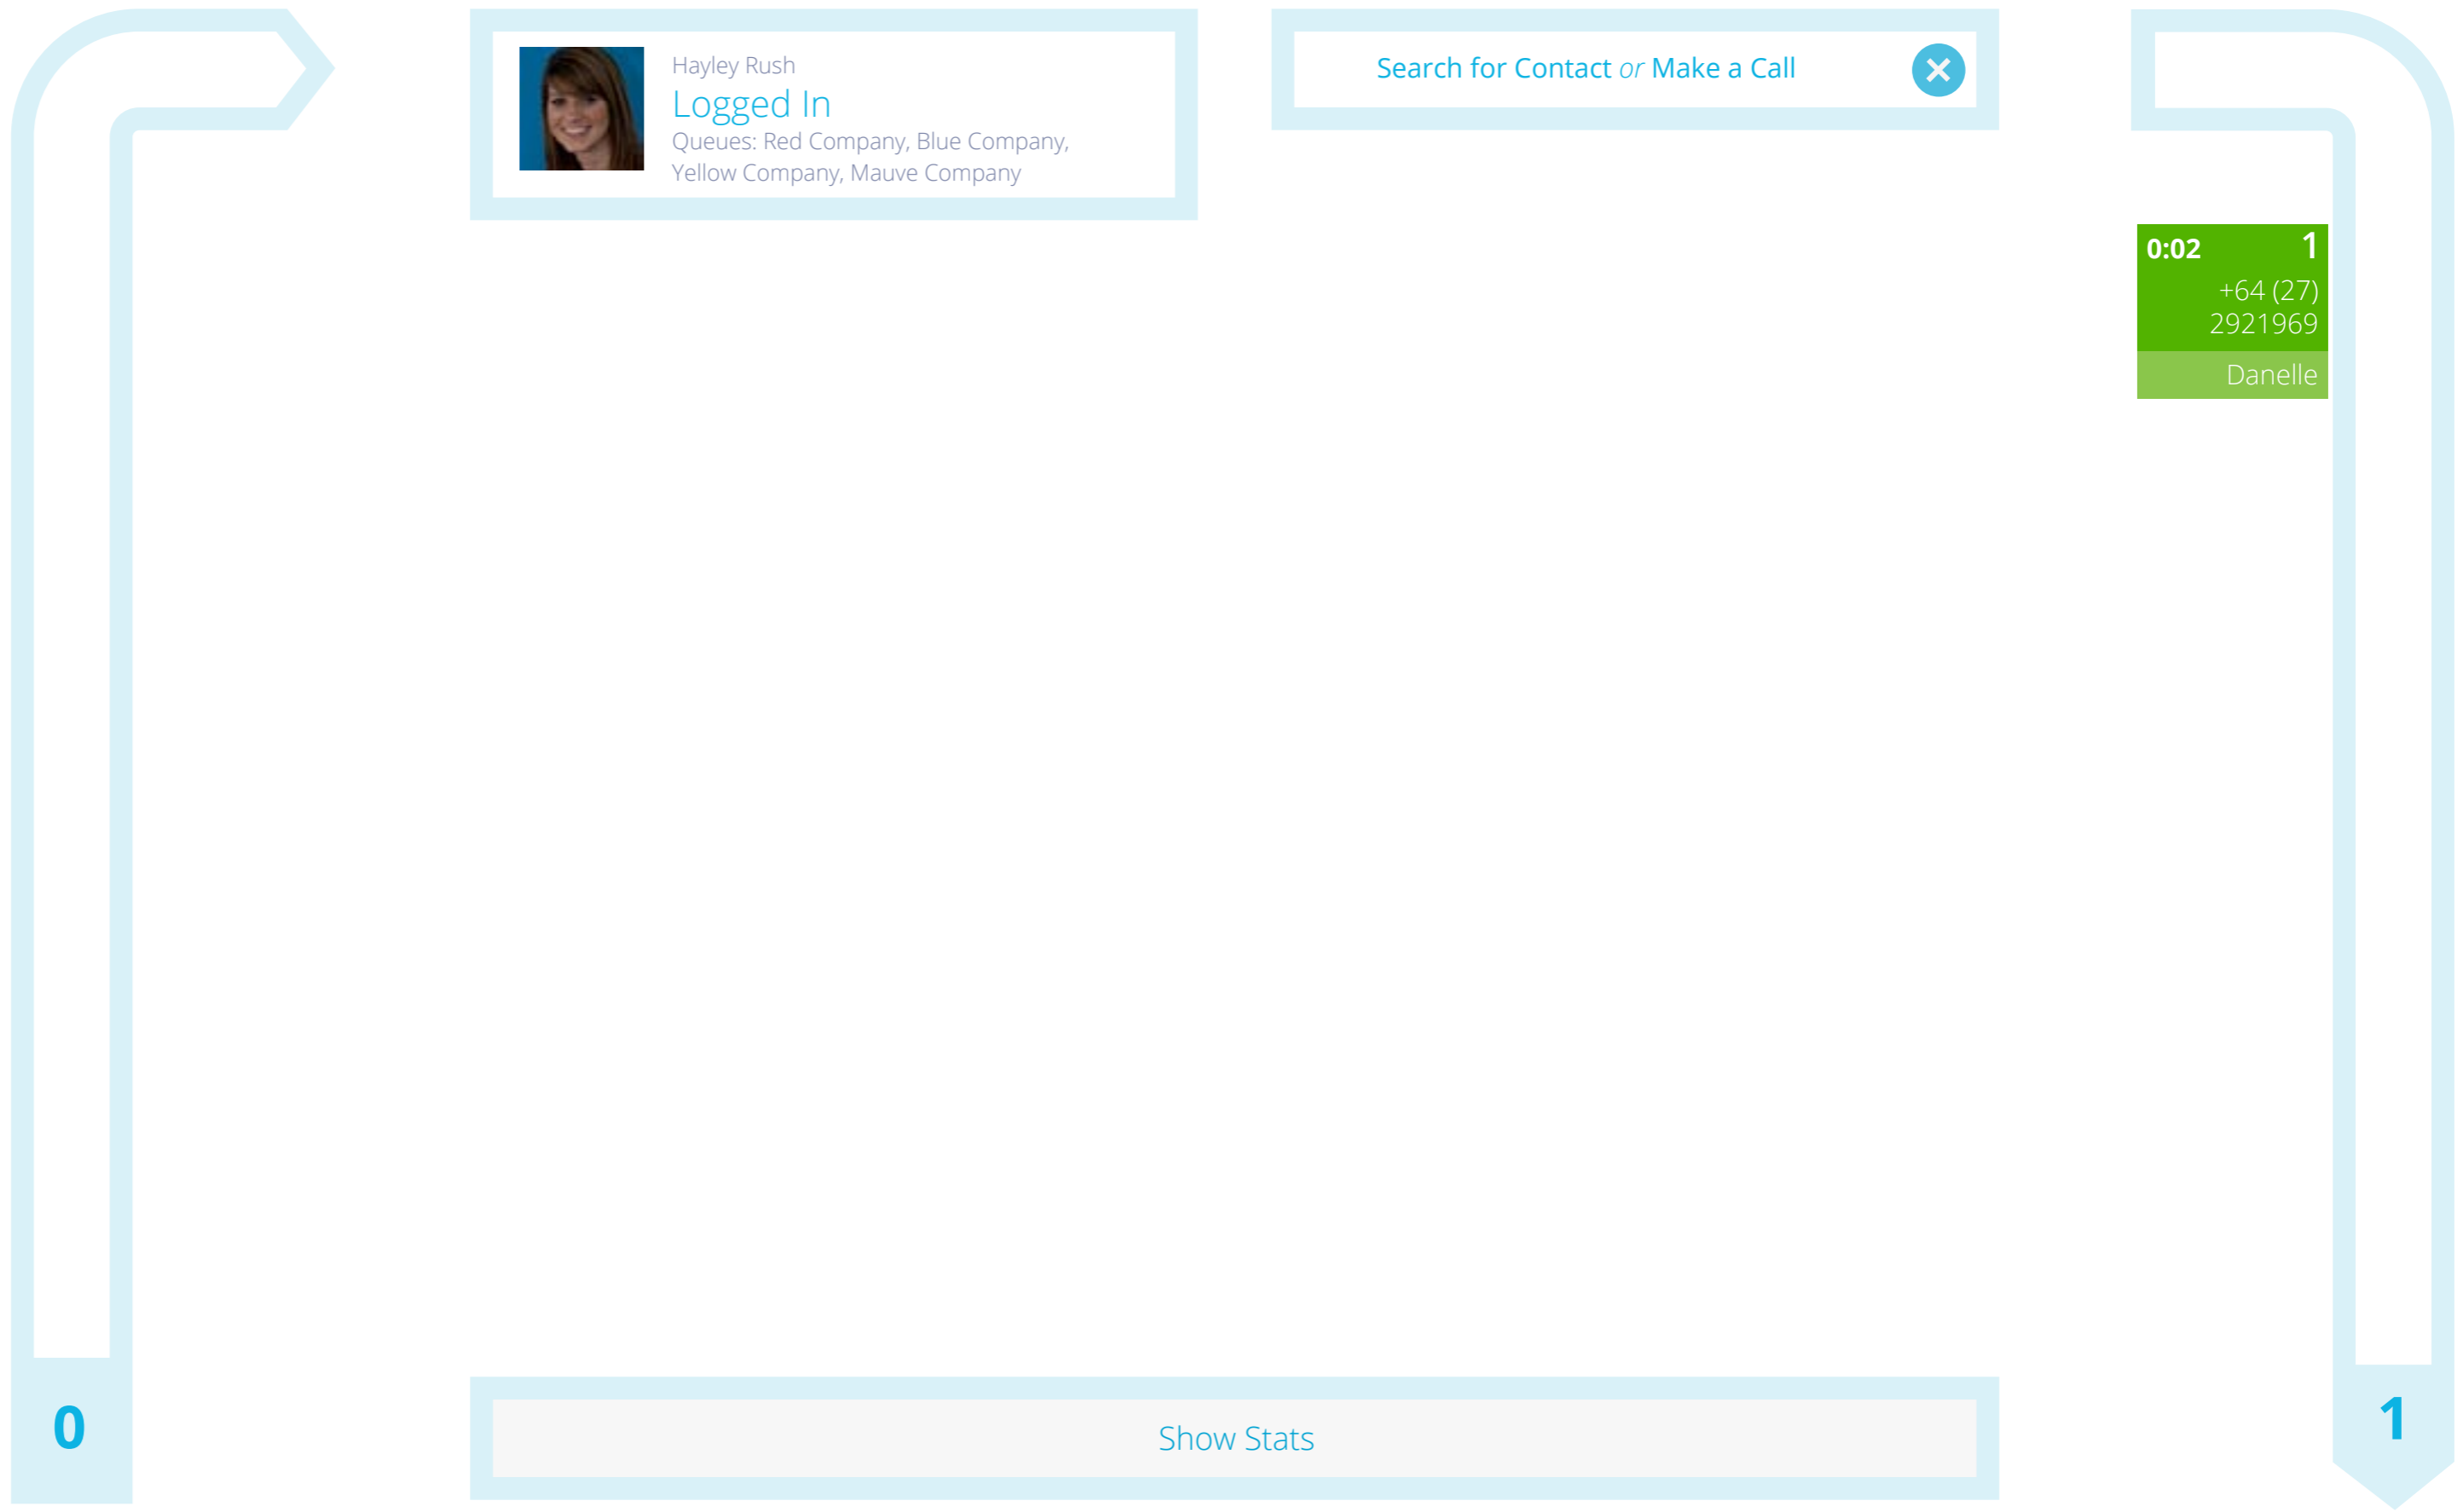 Hayley Rush
Logged In
Queues: Red Company, Blue Company,
Yellow Company, Mauve Company
Search for Contact or Make a Call
0:02 1
+64 (27)
2921969
Danelle
0
Show Stats
1